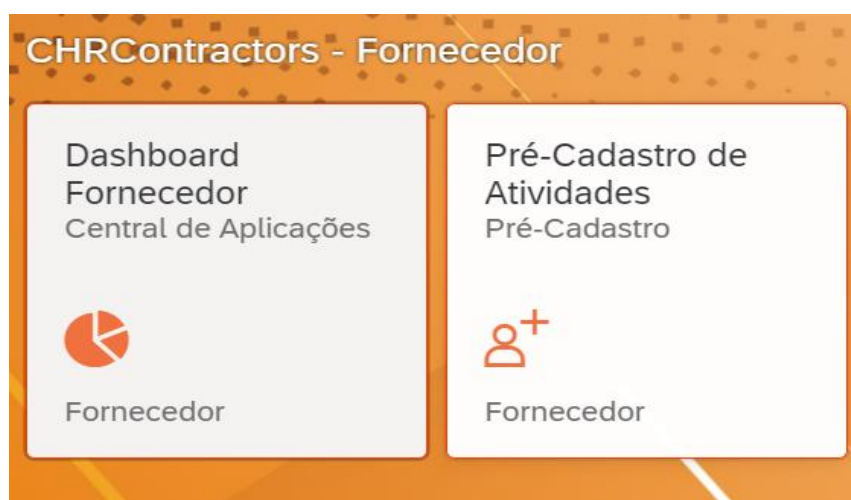 CHRContractors - Fornecedor
Dashboard
Fornecedor
Central de Aplicações
Fornecedor
Pré-Cadastro de
Atividades
Pré-Cadastro
Fornecedor